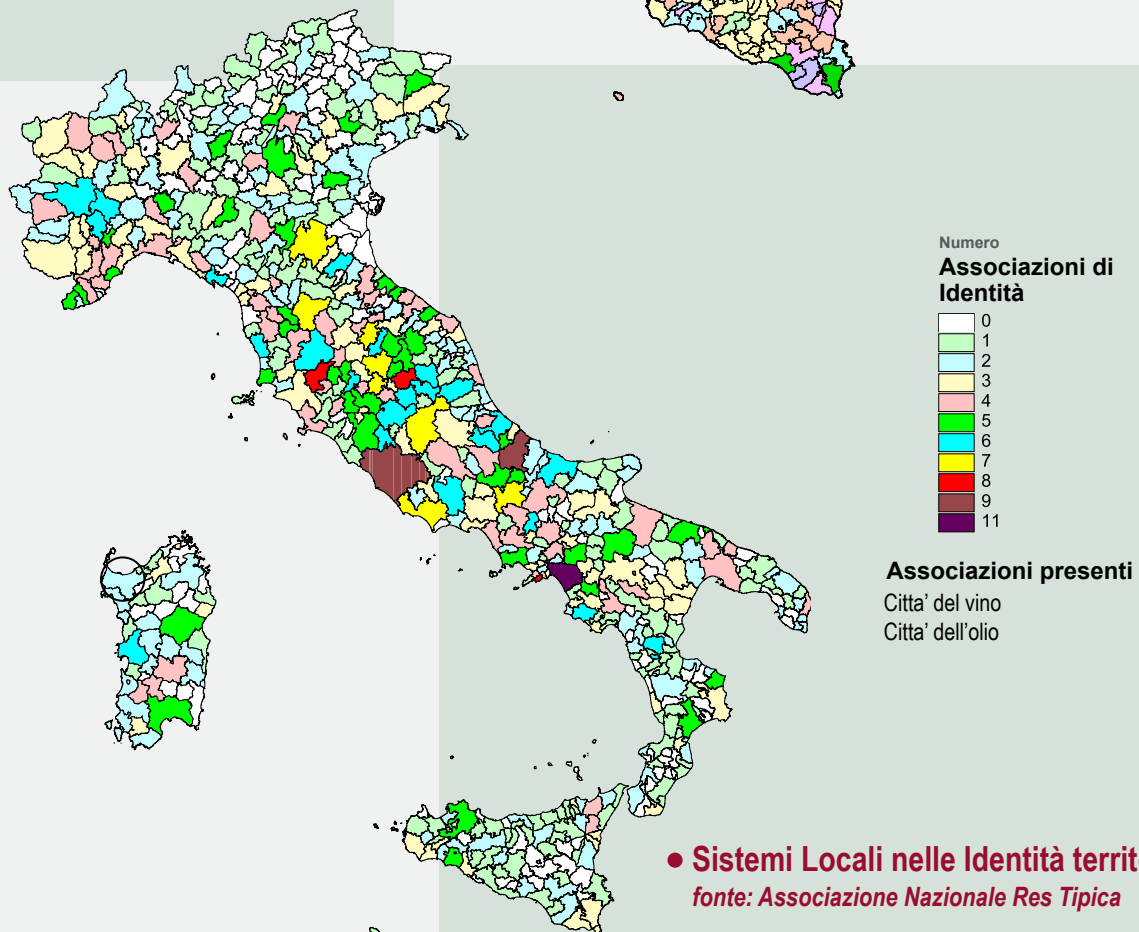 Numero
Associazioni di
Identità
0
1
2
3
4
5
6
7
8
9
11
Associazioni presenti
Citta' del vino
Citta' dell'olio
• Sistemi Locali nelle Identità territ
fonte: Associazione Nazionale Res Tipica